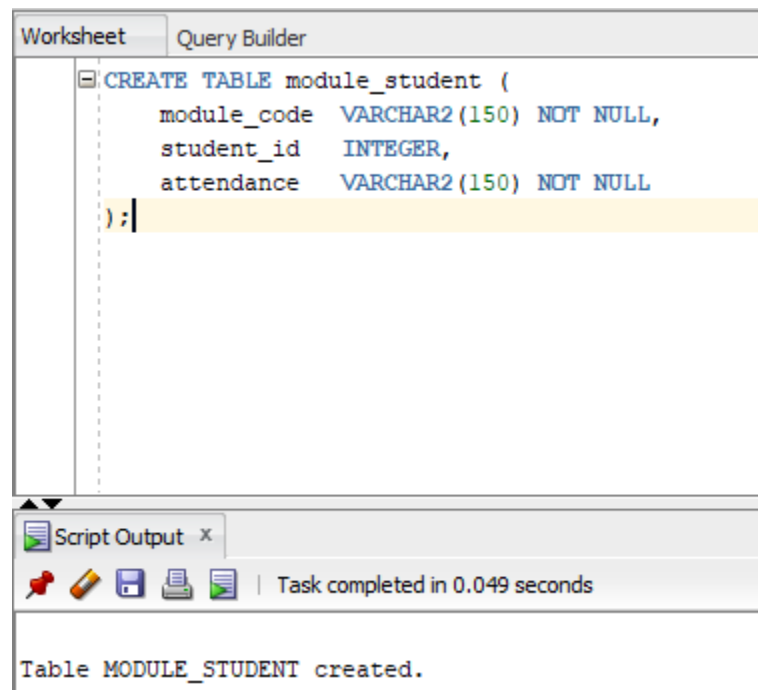 Worksheet Query Builder
CREATE TABLE module_student (
module_code VARCHAR2(150) NOT NULL,
student_id INTEGER,
attendance VARCHAR2(150) NOT NULL
);
Script Output x
Task completed in 0.049 seconds
Table MODULE_STUDENT created.